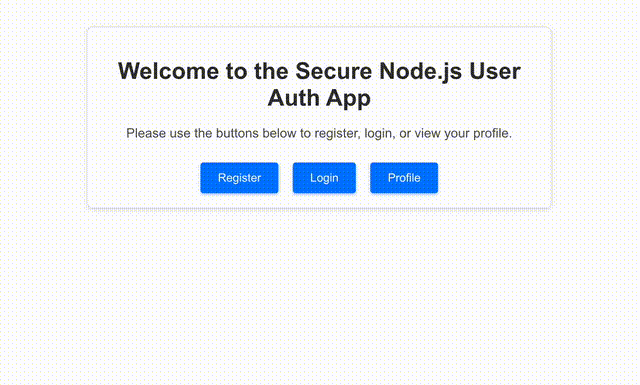 Welcome to the Secure Node.js User
Auth App
Please use the buttons below to register, login, or view your profile.
Register Login Profile